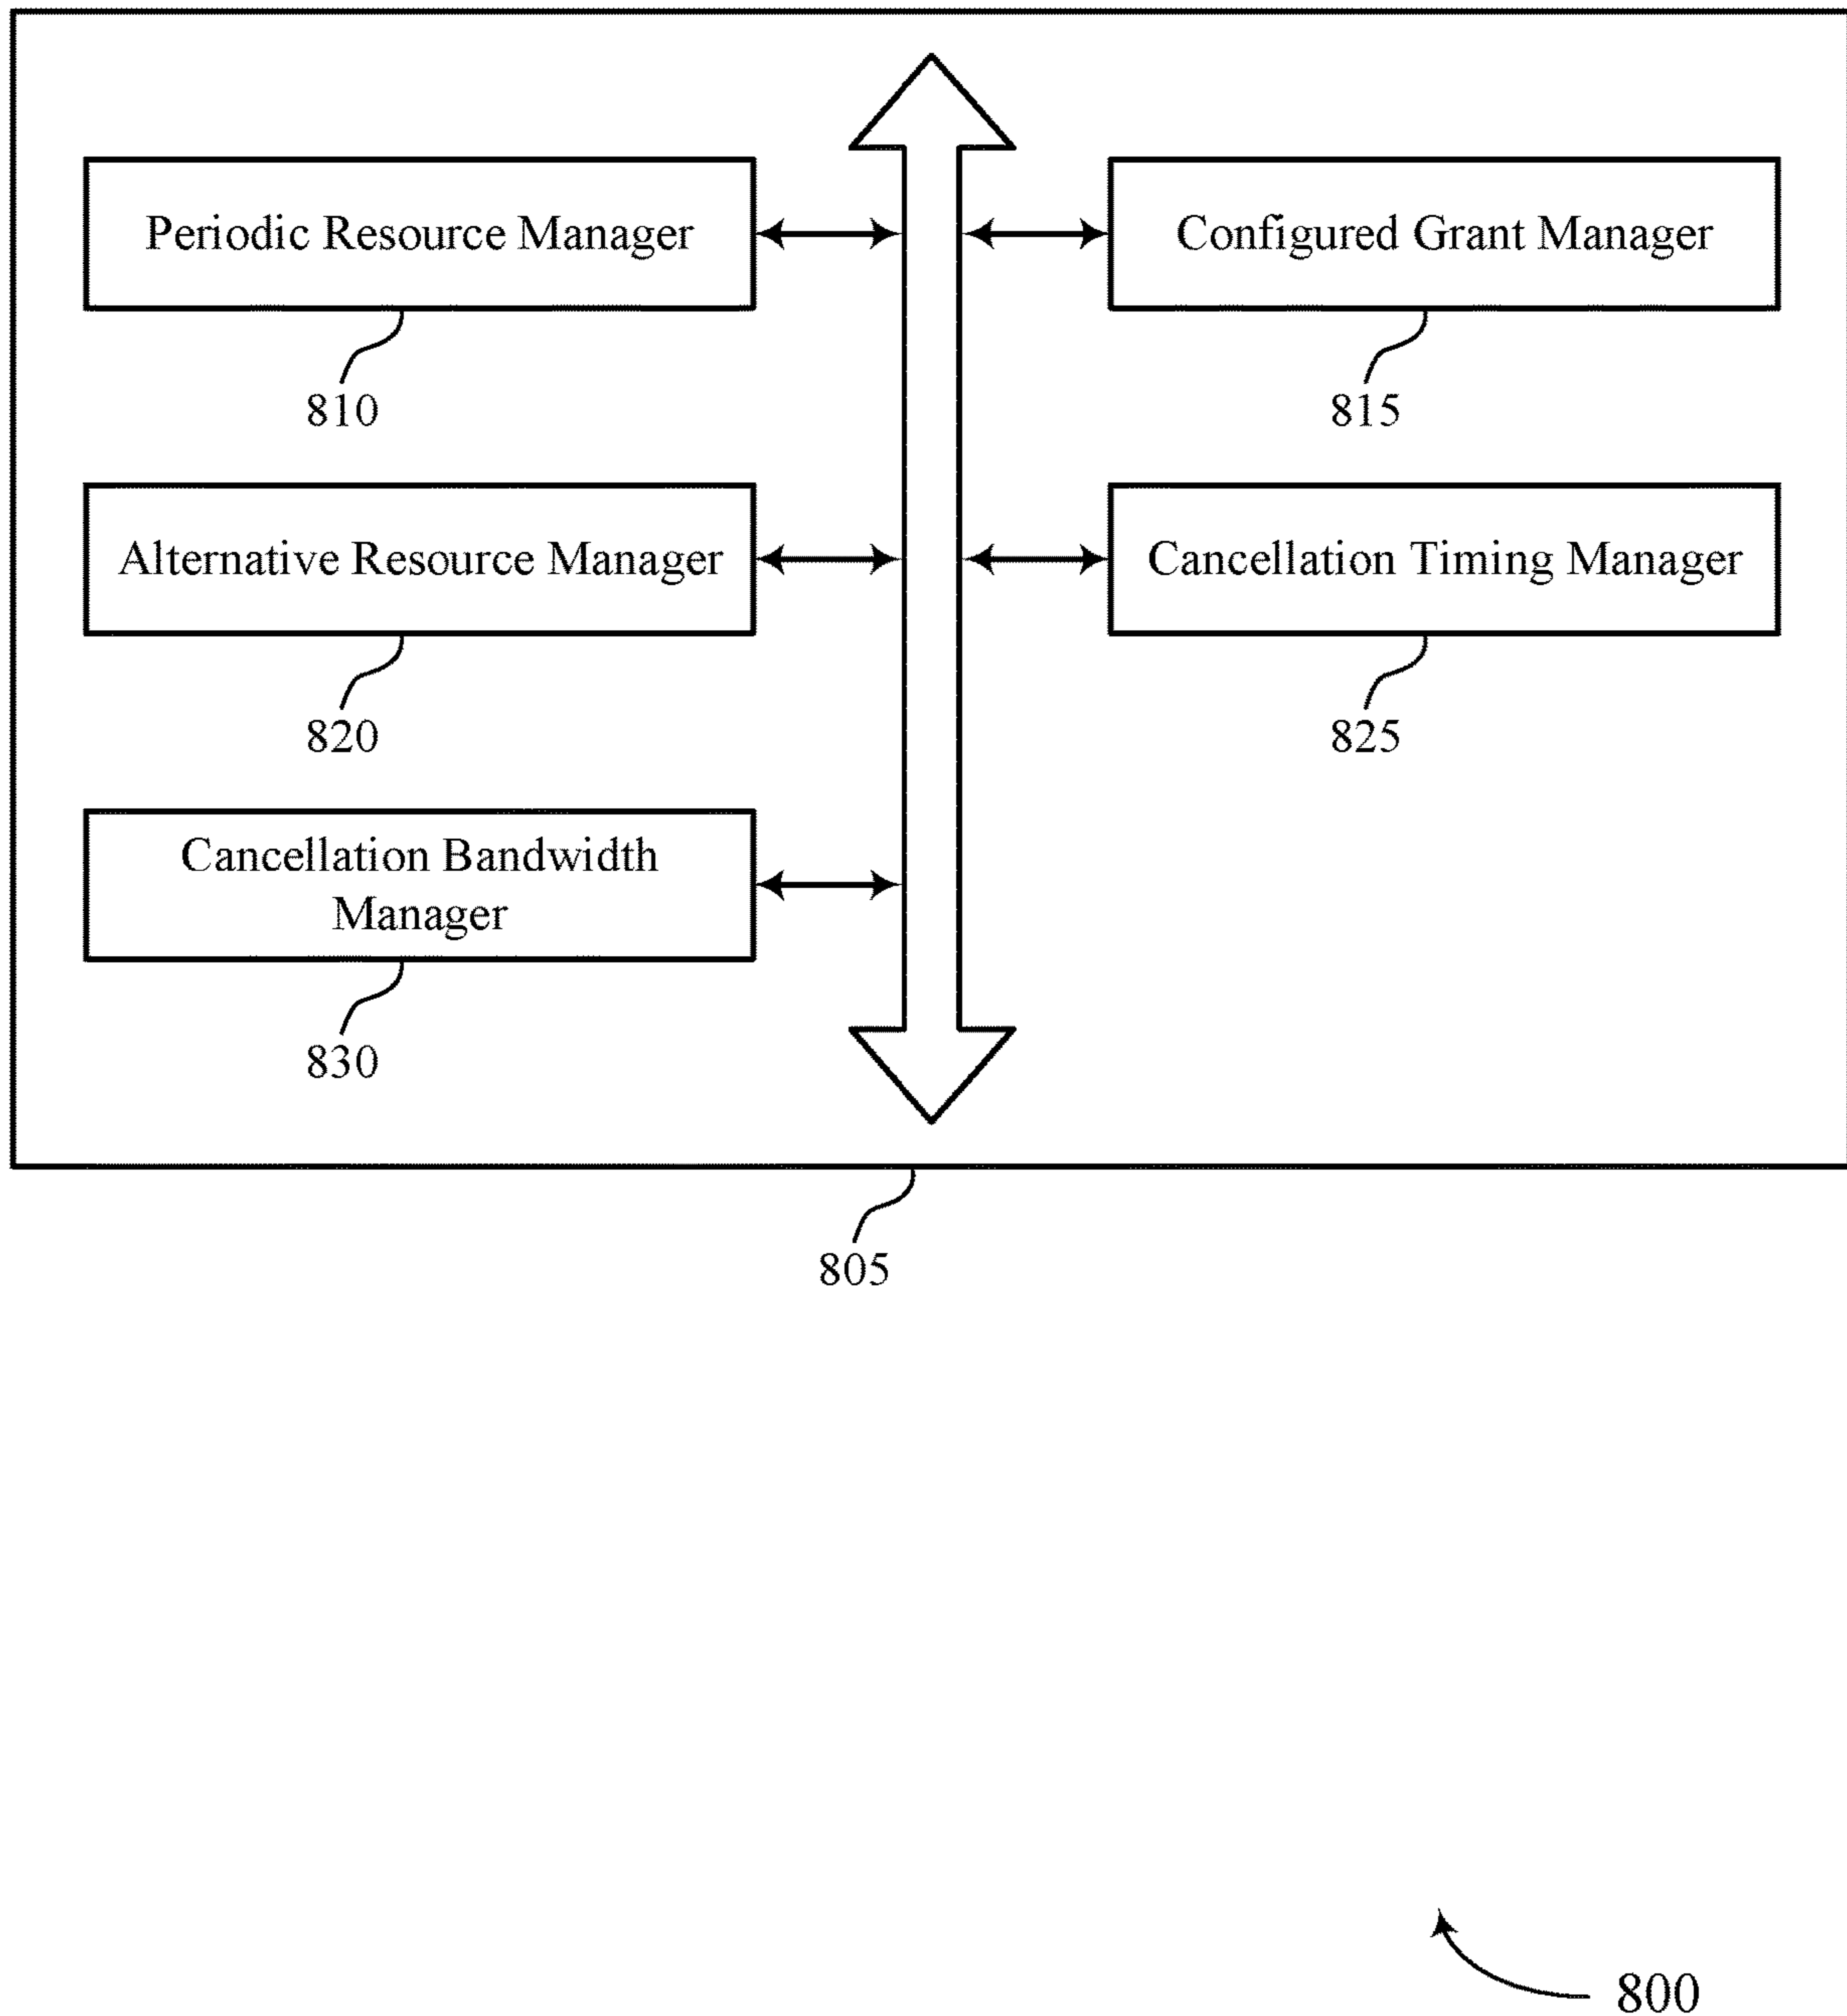 Periodic Resource Manager
Configured Grant Manager
810
815
Alternative Resource Manager
Cancellation Timing Manager
820
825
Cancellation Bandwidth
Manager
830
805
800